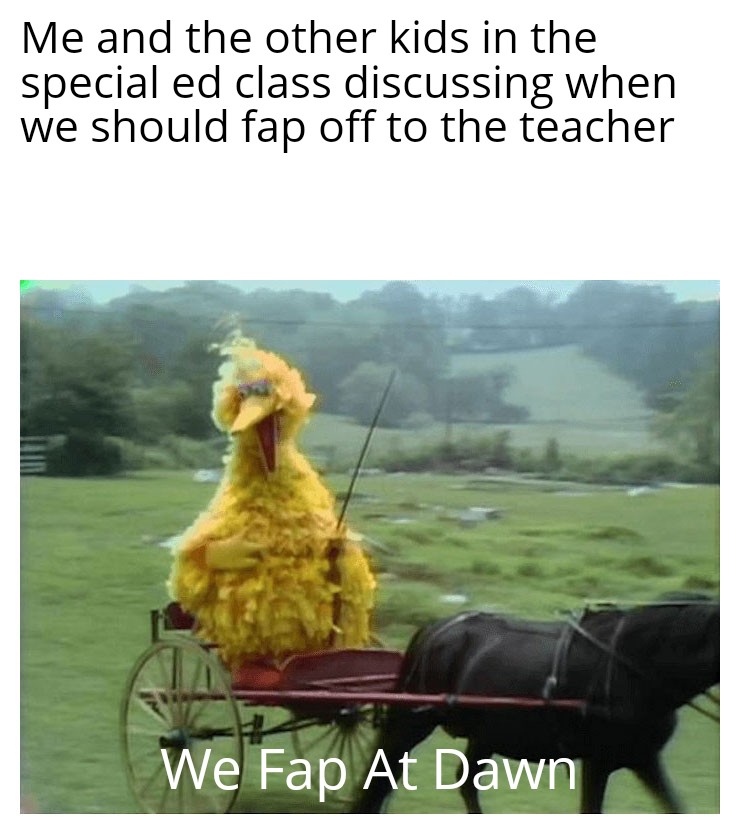 Me and the other kids in the
special ed class discussing when
we should fap off to the teacher
We Fap At Dawn